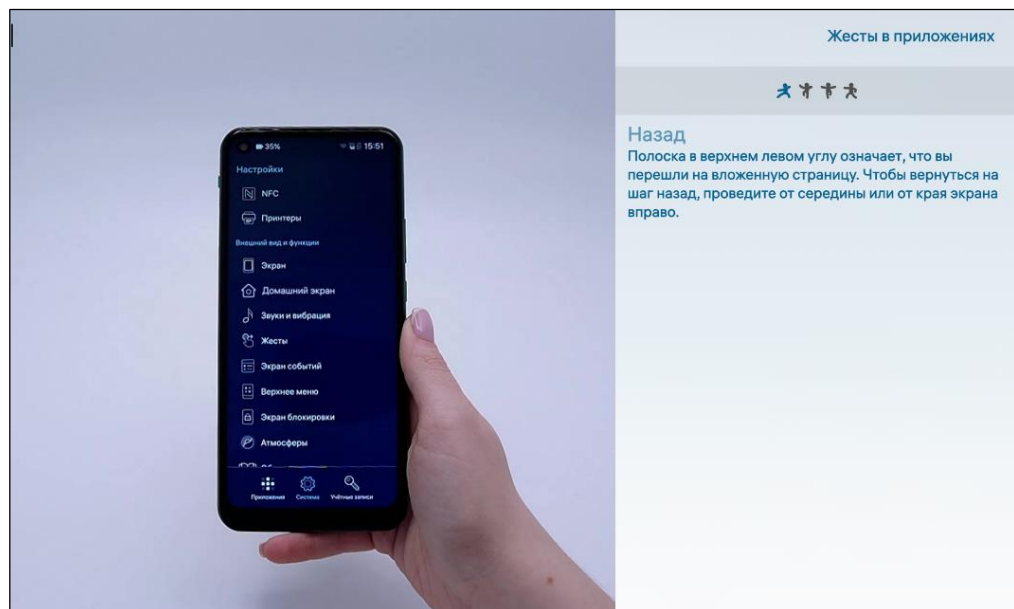 Жесты в приложениях
Назад
Полоска в верхнем левом углу означает, что вы
перешли на вложенную страницу. Чтобы вернуться на
шаг назад, проведите от середины или от края экрана
вправо.
35% 15:51
Настройки
NFC
Принтеры
Внешний вид и функции
Экран
Домашний экран
Звуки и вибрация
Жесты
Экран событий
Верхнее меню
Экран блокировки
Атмосферы
Приложения Система Учётные записи